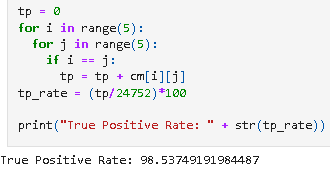 tp = 0
for i in range(5):
  for j in range(5):
    if i == j:
      tp = tp + cm[i][j]
tp_rate = (tp/24752)*100

print("True Positive Rate: " + str(tp_rate))
True Positive Rate: 98.53749191984487